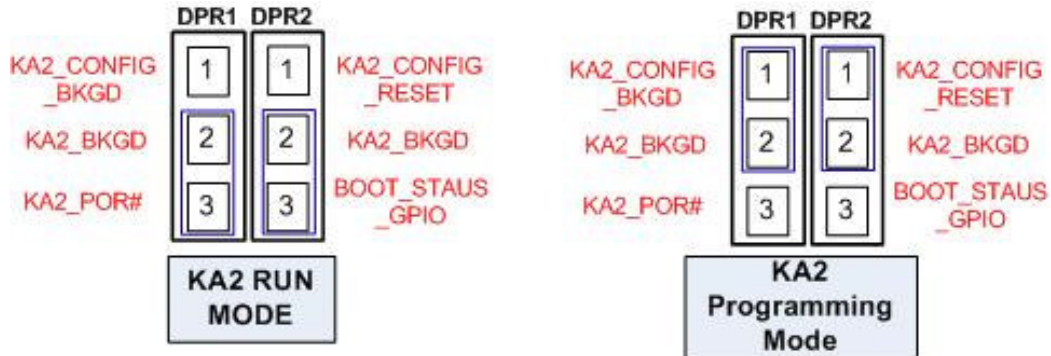 DPR1 DPR2
KA2_CONFIG
_BKGD
1
1
KA2_CONFIG
_RESET
KA2_BKGD
2
2
KA2_BKGD
KA2_POR#
3
3
BOOT_STAUS
_GPIO
KA2 RUN
MODE
DPR1 DPR2
KA2_CONFIG
_BKGD
1
1
KA2_CONFIG
_RESET
KA2_BKGD
2
2
KA2_BKGD
KA2_POR#
3
3
BOOT_STAUS
_GPIO
KA2
Programming
Mode